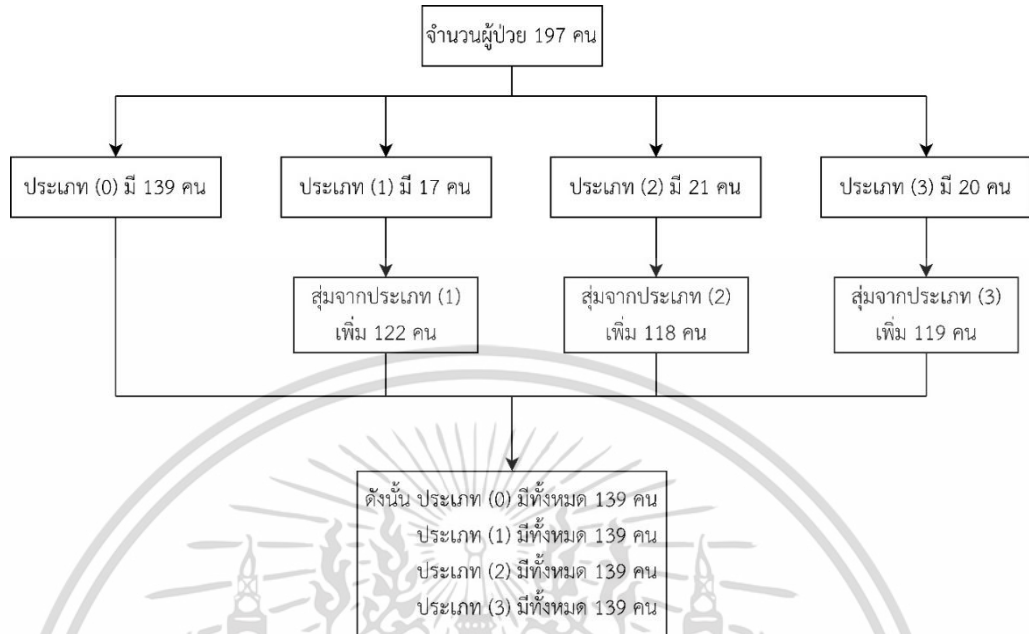 จำนวนผู้ป่วย 197 คน
ประเภท (0) มี 139 คน
ประเภท (1) มี 17 คน
ประเภท (2) มี 21 คน
ประเภท (3) มี 20 คน
สุ่มจากประเภท (1)
เพิ่ม 122 คน
สุ่มจากประเภท (2)
เพิ่ม 118 คน
สุ่มจากประเภท (3)
เพิ่ม 119 คน
ดังนั้น ประเภท (0) มีทั้งหมด 139 คน
ประเภท (1) มีทั้งหมด 139 คน
ประเภท (2) มีทั้งหมด 139 คน
ประเภท (3) มีทั้งหมด 139 คน